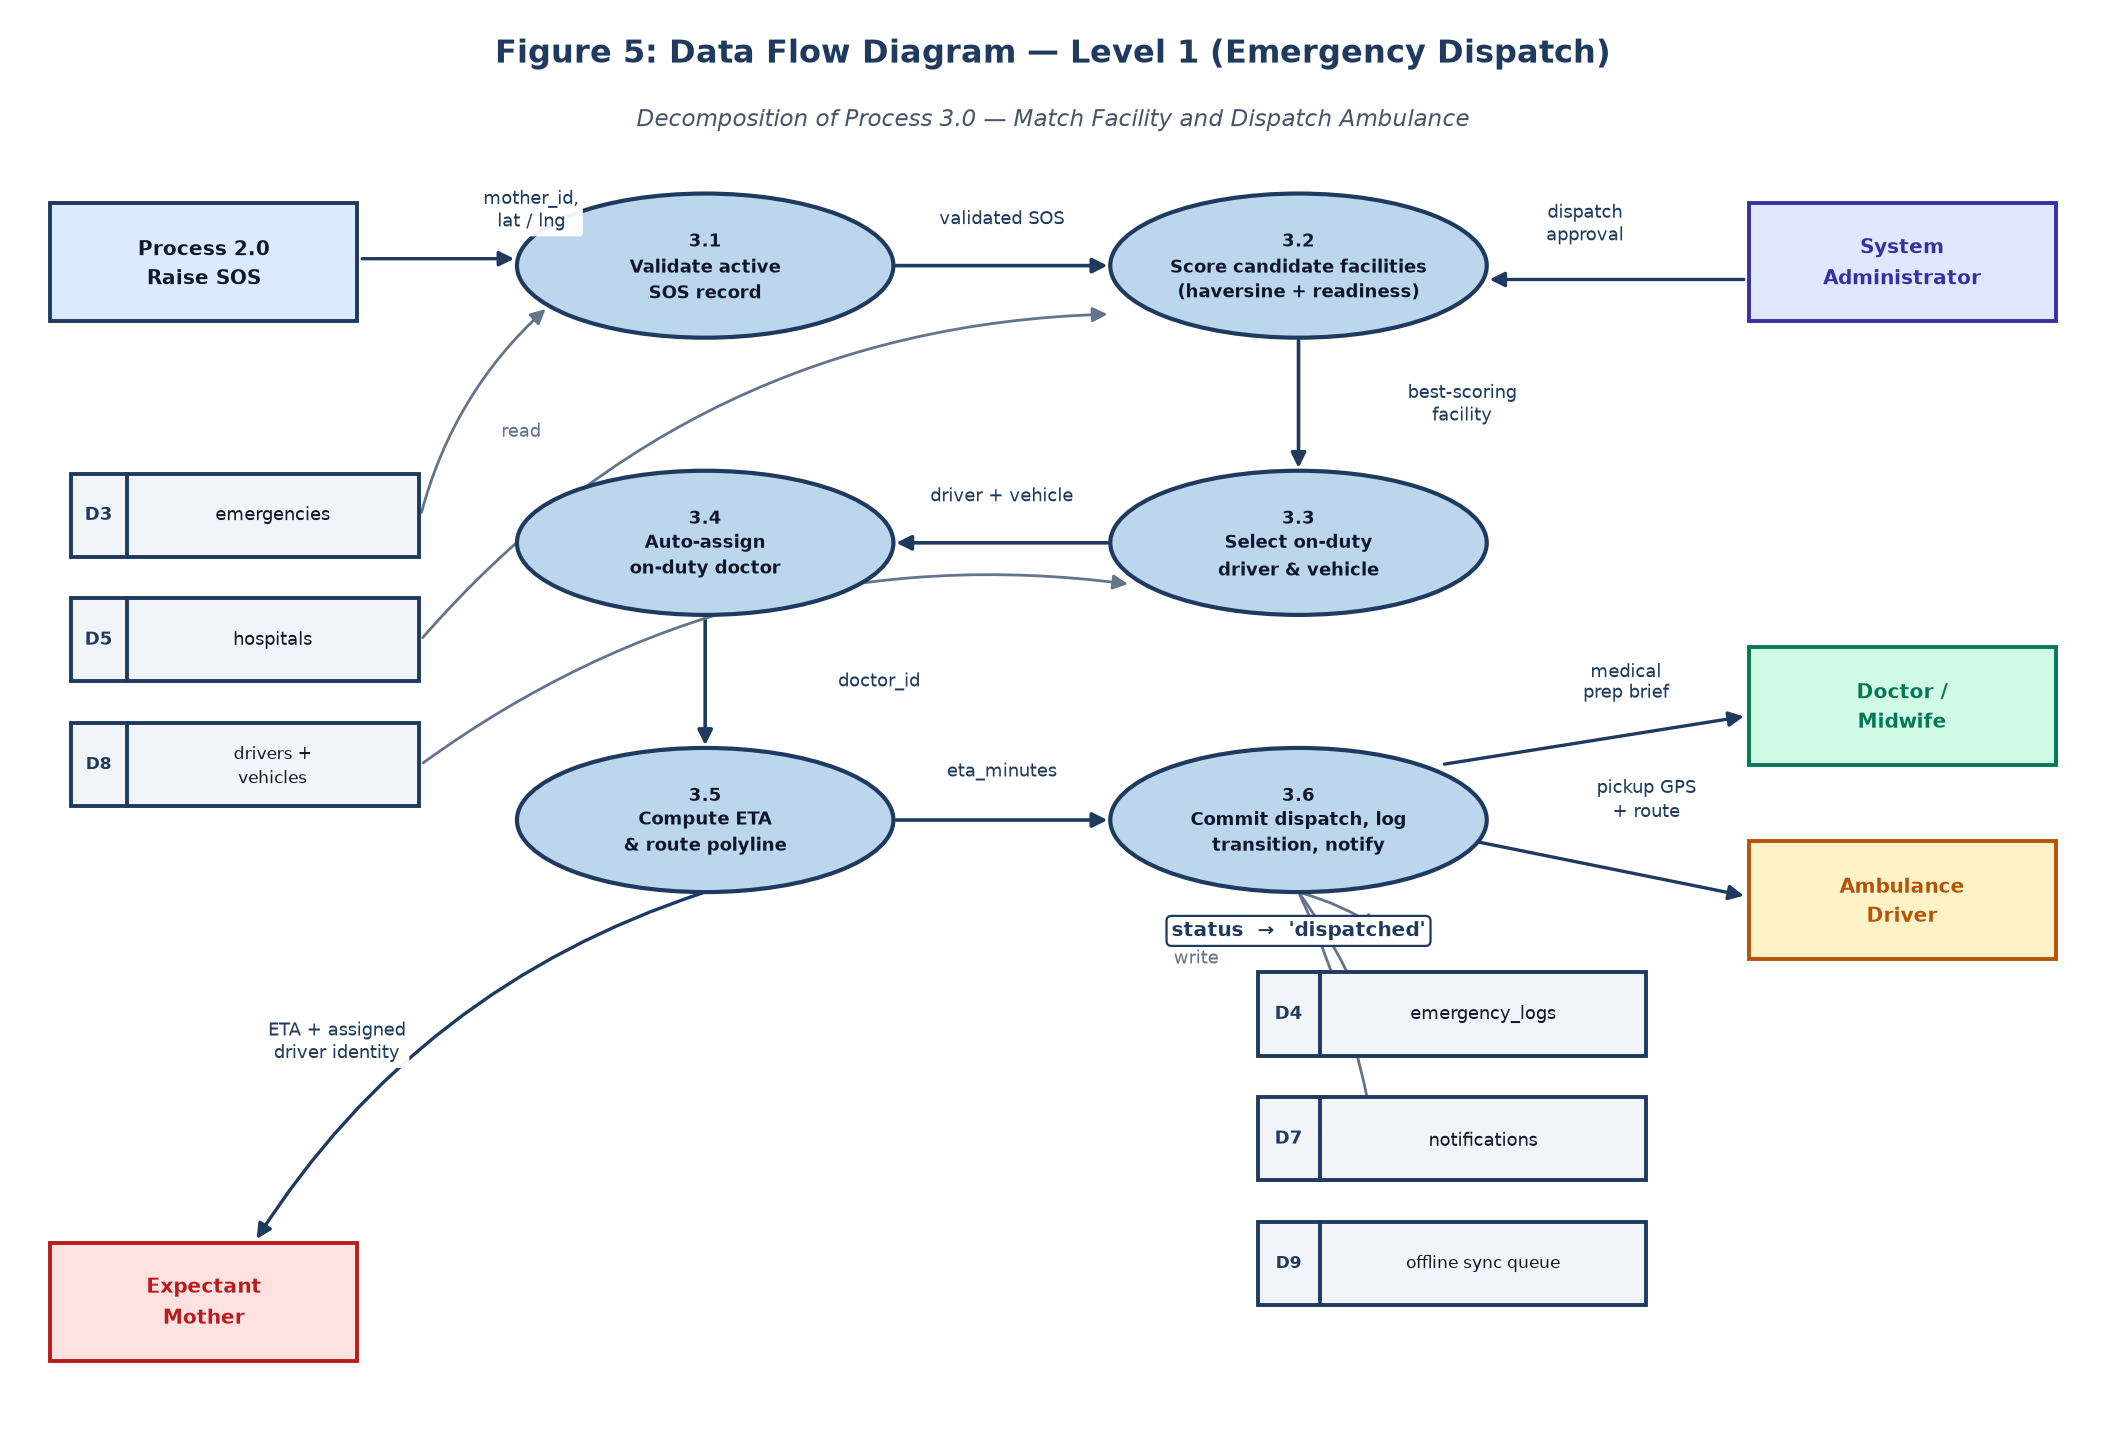 Figure 5: Data Flow Diagram — Level 1 (Emergency Dispatch)
Decomposition of Process 3.0 — Match Facility and Dispatch Ambulance
Process 2.0
Raise SOS
mother_id,
lat / lng
3.1
Validate active
SOS record
validated SOS
3.2
Score candidate facilities
(haversine + readiness)
dispatch
approval
System
Administrator
read
best-scoring
facility
D3
emergencies
3.4
Auto-assign
on-duty doctor
driver + vehicle
3.3
Select on-duty
driver & vehicle
D5
hospitals
doctor_id
medical
prep brief
Doctor /
Midwife
D8
drivers +
vehicles
3.5
Compute ETA
& route polyline
eta_minutes
3.6
Commit dispatch, log
transition, notify
pickup GPS
+ route
Ambulance
Driver
status → 'dispatched'
write
D4
emergency_logs
ETA + assigned
driver identity
D7
notifications
D9
offline sync queue
Expectant
Mother